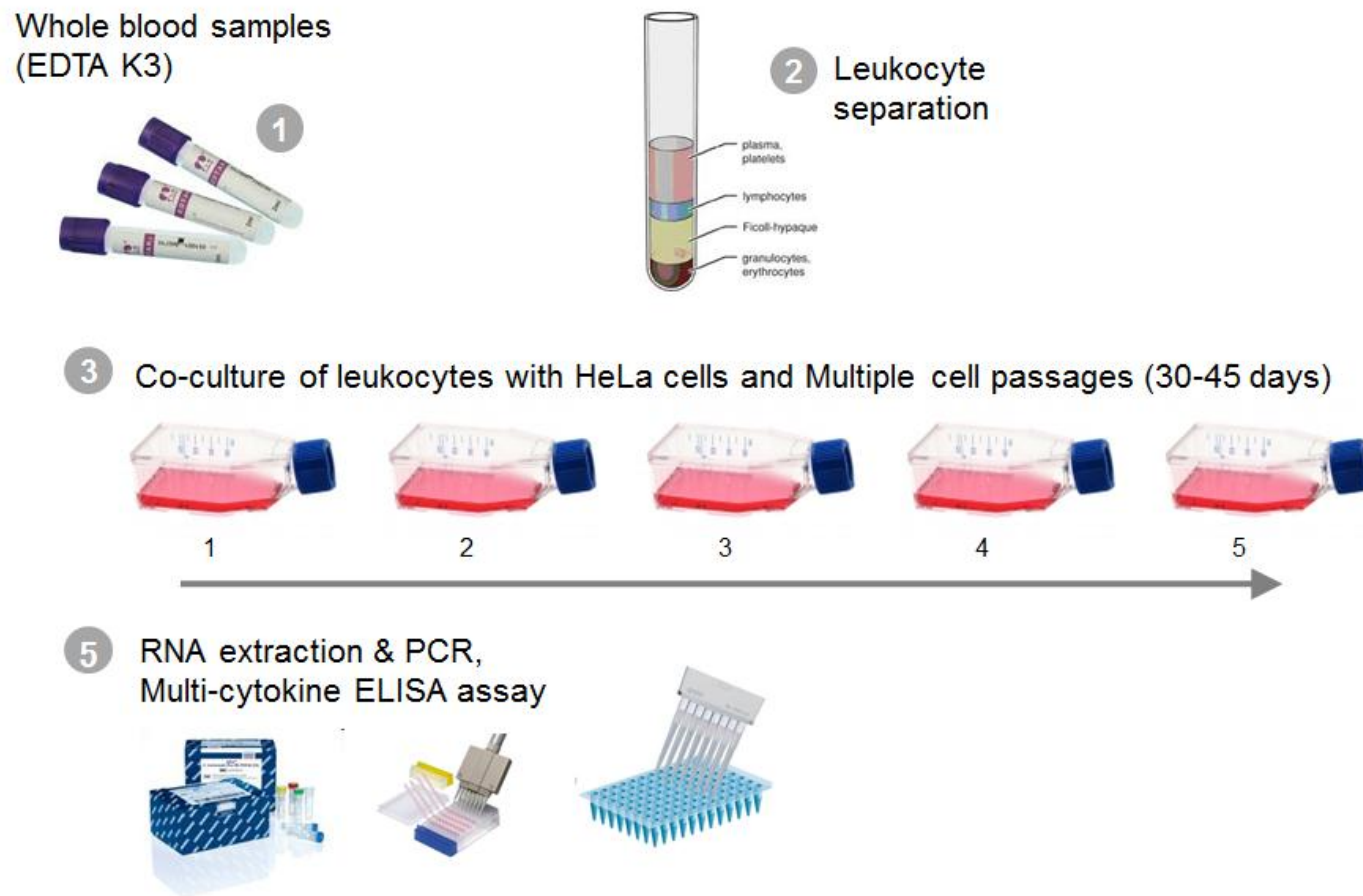 Whole blood samples
(EDTA K3)
1
2
Leukocyte
separation
plasma,
platelets
lymphocytes
Ficoll-hypaque
granulocytes,
erythrocytes
3
Co-culture of leukocytes with HeLa cells and Multiple cell passages (30-45 days)
1
2
3
4
5
5
RNA extraction & PCR,
Multi-cytokine ELISA assay